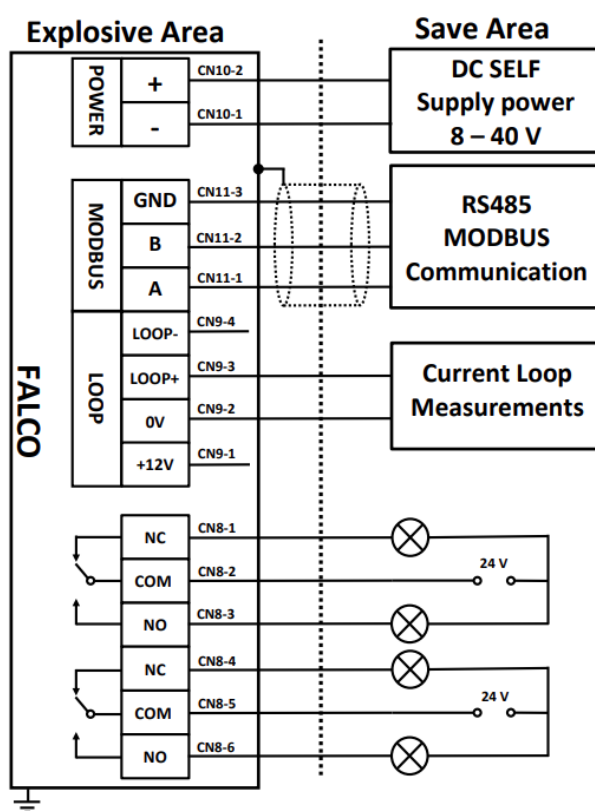 Explosive Area
Save Area
POWER
+
CN10-2
-
CN10-1
DC SELF
Supply power
8 – 40 V
MODBUS
GND
CN11-3
B
CN11-2
A
CN11-1
RS485
MODBUS
Communication
LOOP
LOOP-
CN9-4
LOOP+
CN9-3
0V
CN9-2
+12V
CN9-1
Current Loop
Measurements
FALCO
NC
CN8-1
COM
CN8-2
24 V
NO
CN8-3
NC
CN8-4
COM
CN8-5
24 V
NO
CN8-6